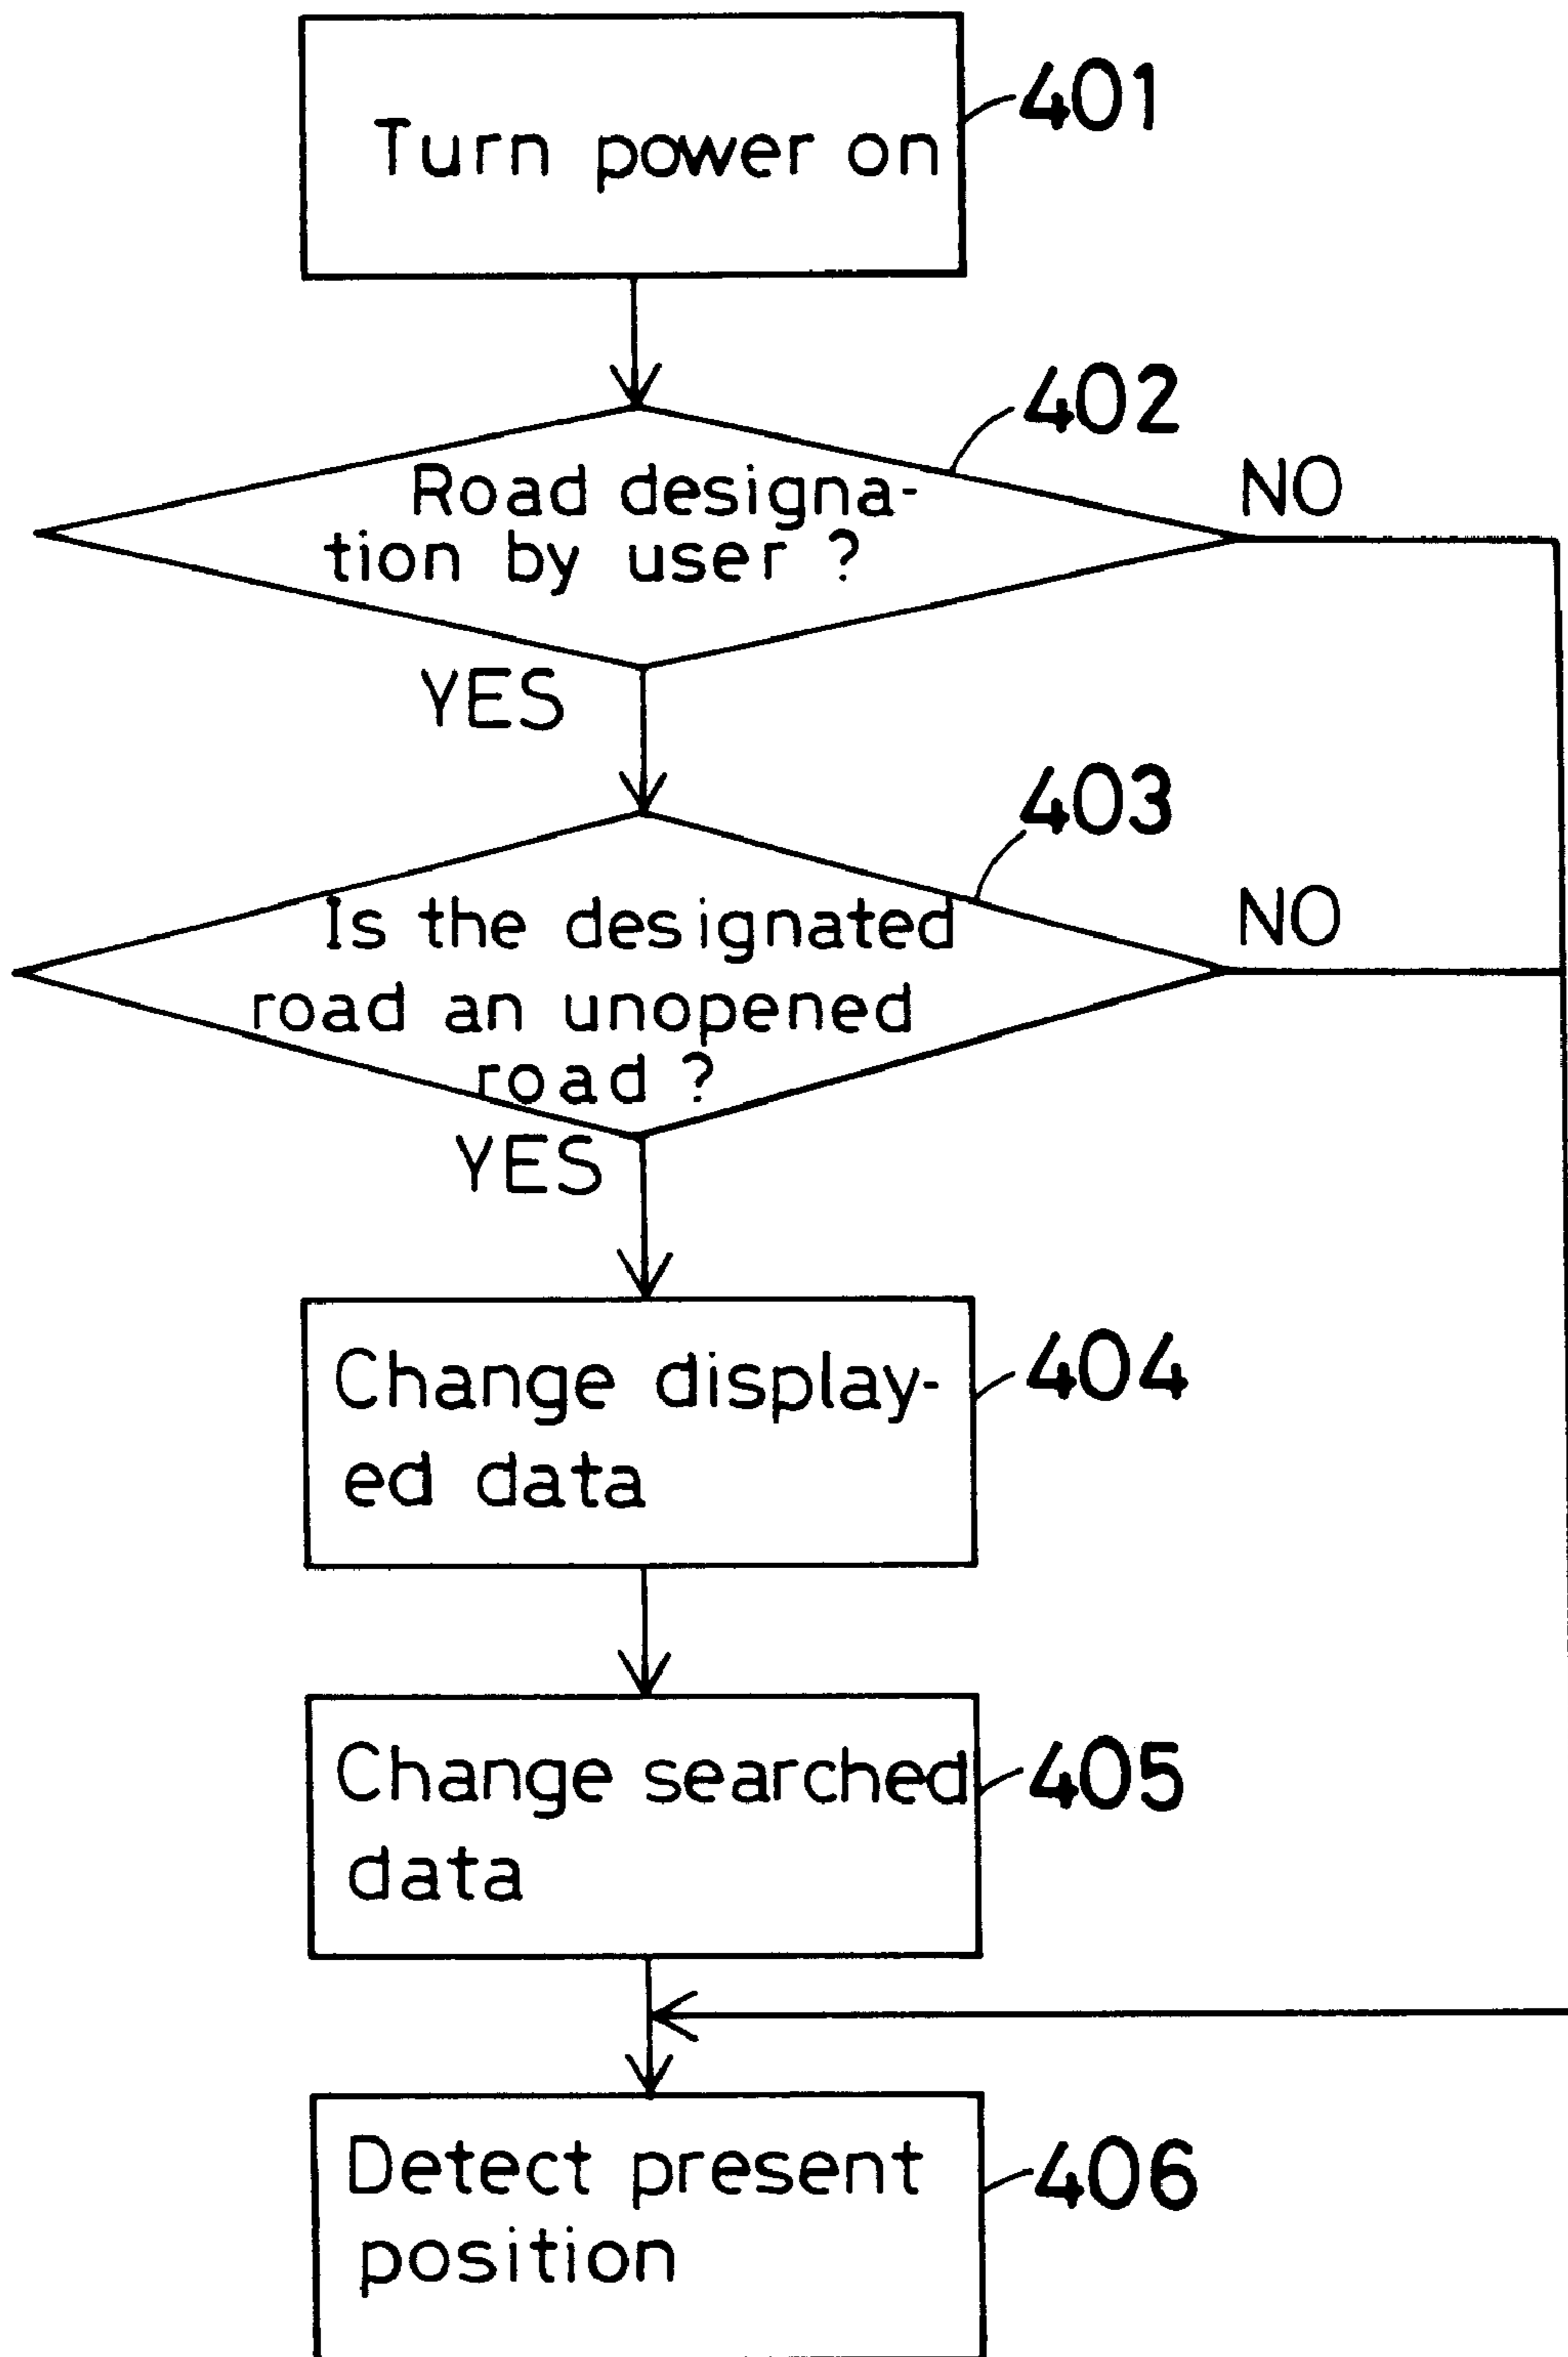 Turn power on
401
402
Road designa-
tion by user ?
NO
YES
403
Is the designated
road an unopened
road ?
NO
YES
Change display-
ed data
404
Change searched
data
405
Detect present
position
406